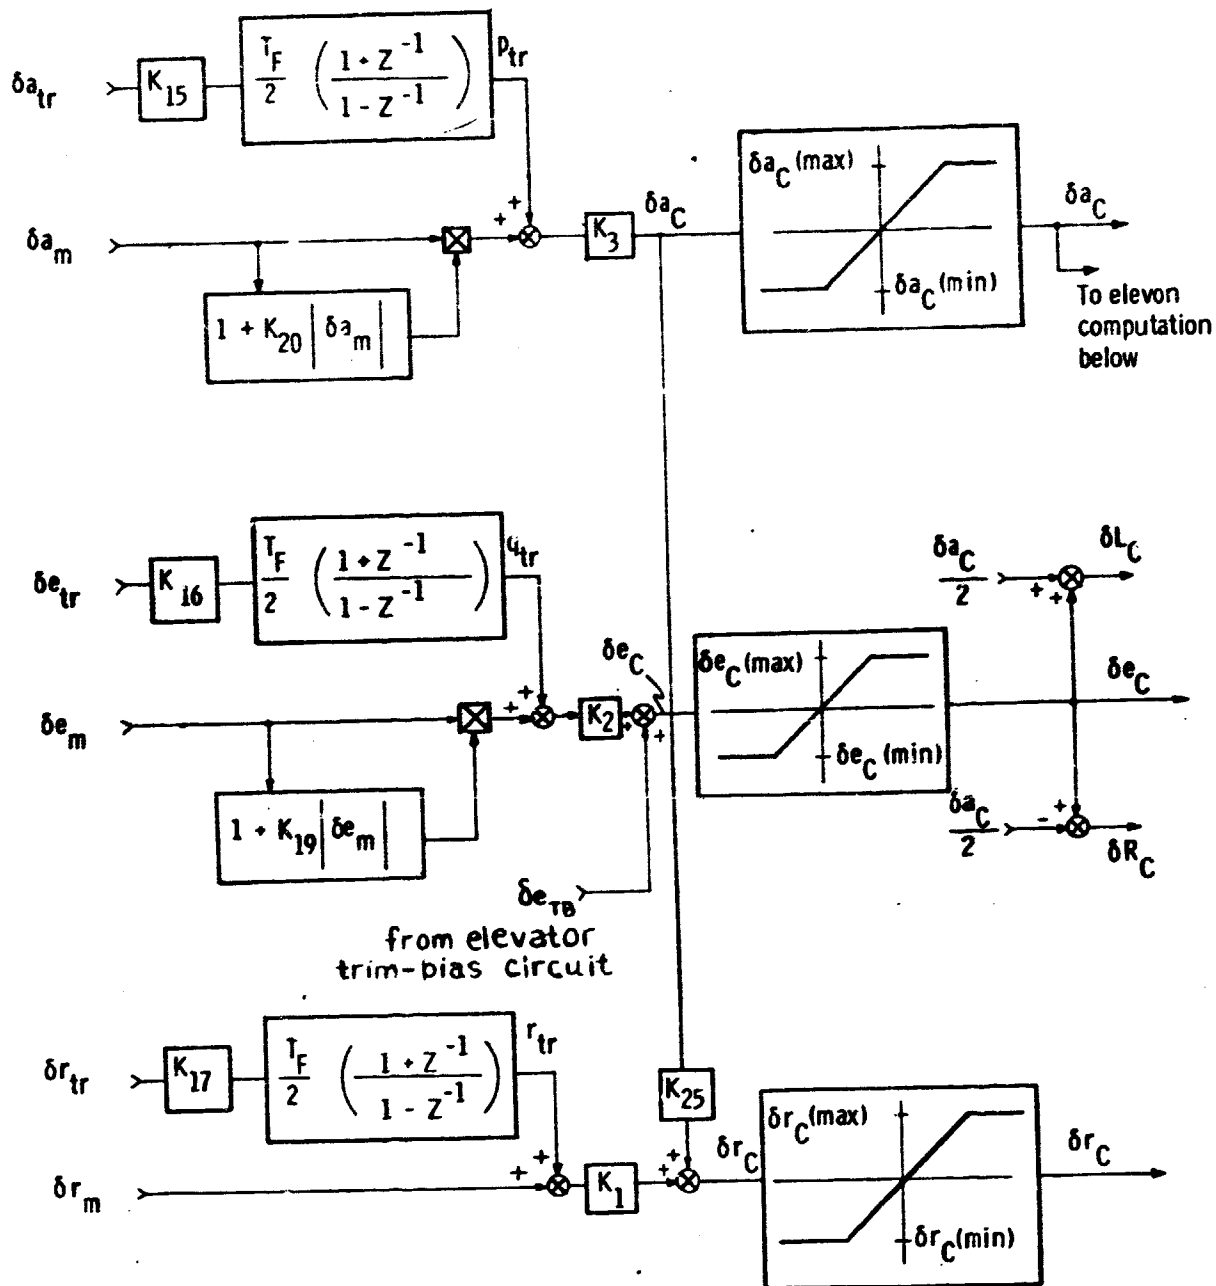 δa_tr
K_15
T_F/2 ( 1 + Z^-1 / 1 - Z^-1 )
p_tr
δa_m
1 + K_20 | δa_m |
+ +
K_3
δa_C
δa_C (max)
δa_C (min)
δa_C
To elevon
computation
below
δe_tr
K_16
T_F/2 ( 1 + Z^-1 / 1 - Z^-1 )
q_tr
δe_m
1 + K_19 | δe_m |
+ +
K_2
+ +
δe_C
δe_TB
from elevator
trim-bias circuit
δe_C (max)
δe_C (min)
δa_C/2
+ +
δL_C
δe_C
δa_C/2
- +
δR_C
δr_tr
K_17
T_F/2 ( 1 + Z^-1 / 1 - Z^-1 )
r_tr
δr_m
+ +
K_1
K_25
+ +
δr_C
δr_C (max)
δr_C (min)
δr_C